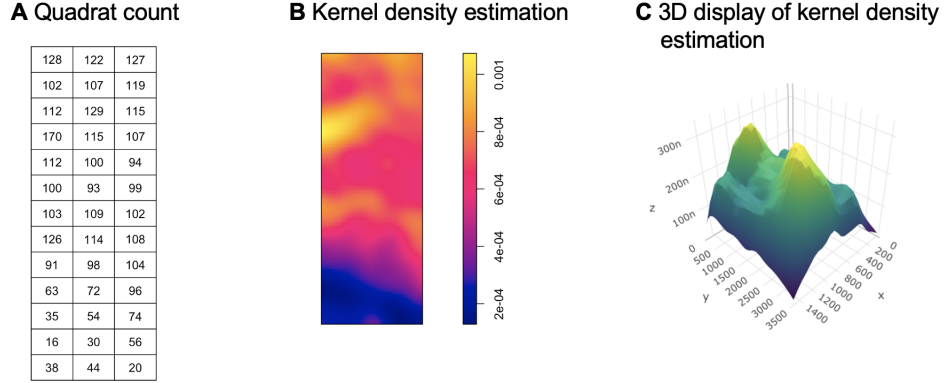 A Quadrat count
128 122 127
102 107 119
112 129 115
170 115 107
112 100 94
100 93 99
103 109 102
126 114 108
91 98 104
63 72 96
35 54 74
16 30 56
38 44 20
B Kernel density estimation
0.001
8e-04
6e-04
4e-04
2e-04
C 3D display of kernel density
estimation
300n
200n
100n
z
0
500
1000
1500
2000
2500
3000
3500
y
0
200
400
600
800
1000
1200
1400
x